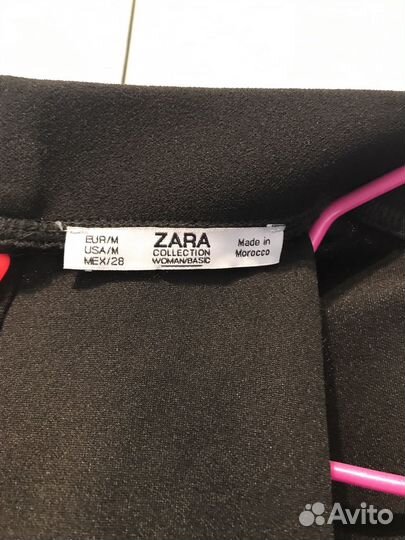 EUR/M
USA/M
MEX/28
ZARA
COLLECTION
WOMAN/BASIC
Made in
Morocco
Avito